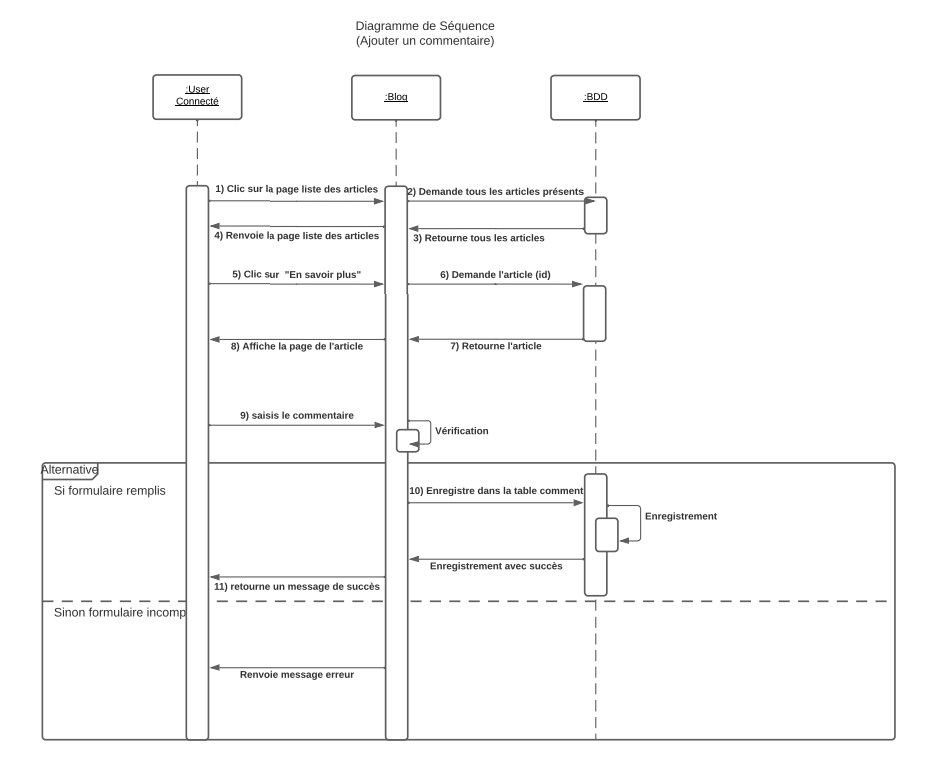 Diagramme de Séquence
(Ajouter un commentaire)
:User
Connecté
:Blog
:BDD
1) Clic sur la page liste des articles
2) Demande tous les articles présents
4) Renvoie la page liste des articles
3) Retourne tous les articles
5) Clic sur "En savoir plus"
6) Demande l'article (id)
8) Affiche la page de l'article
7) Retourne l'article
9) saisis le commentaire
Vérification
Alternative
Si formulaire remplis
10) Enregistre dans la table comment
Enregistrement
Enregistrement avec succès
11) retourne un message de succès
Sinon formulaire incomp
Renvoie message erreur